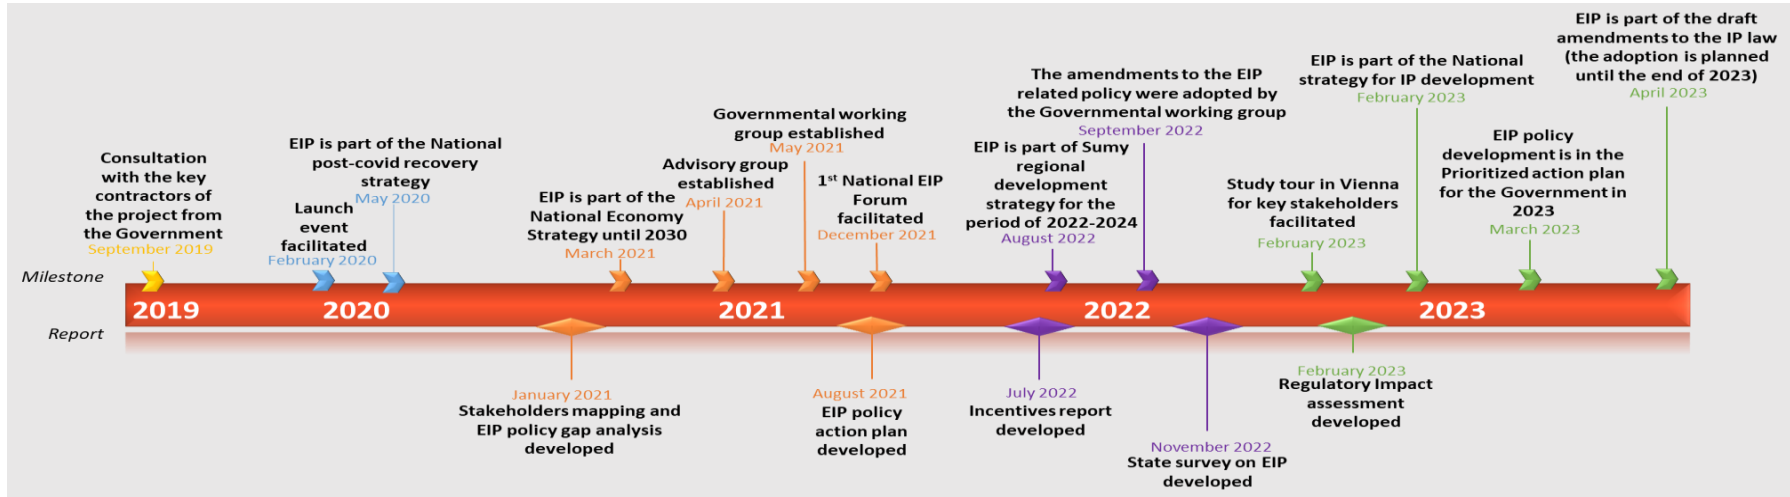 Consultation
with the key
contractors of
the project from
the Government
September 2019
Launch
event
facilitated
February 2020
EIP is part of the National
post-covid recovery
strategy
May 2020
EIP is part of the
National Economy
Strategy until 2030
March 2021
Advisory group
established
April 2021
Governmental working
group established
May 2021
1st National EIP
Forum
facilitated
December 2021
EIP is part of Sumy
regional
development
strategy for the
period of 2022-2024
August 2022
The amendments to the EIP
related policy were adopted by
the Governmental working group
September 2022
Study tour in Vienna
for key stakeholders
facilitated
February 2023
EIP is part of the National
strategy for IP development
February 2023
EIP policy
development is in the
Prioritized action plan
for the Government in
2023
March 2023
EIP is part of the draft
amendments to the IP law
(the adoption is planned
until the end of 2023)
April 2023
Milestone
2019
2020
2021
2022
2023
Report
January 2021
Stakeholders mapping and
EIP policy gap analysis
developed
August 2021
EIP policy
action plan
developed
July 2022
Incentives report
developed
November 2022
State survey on EIP
developed
February 2023
Regulatory Impact
assessment
developed